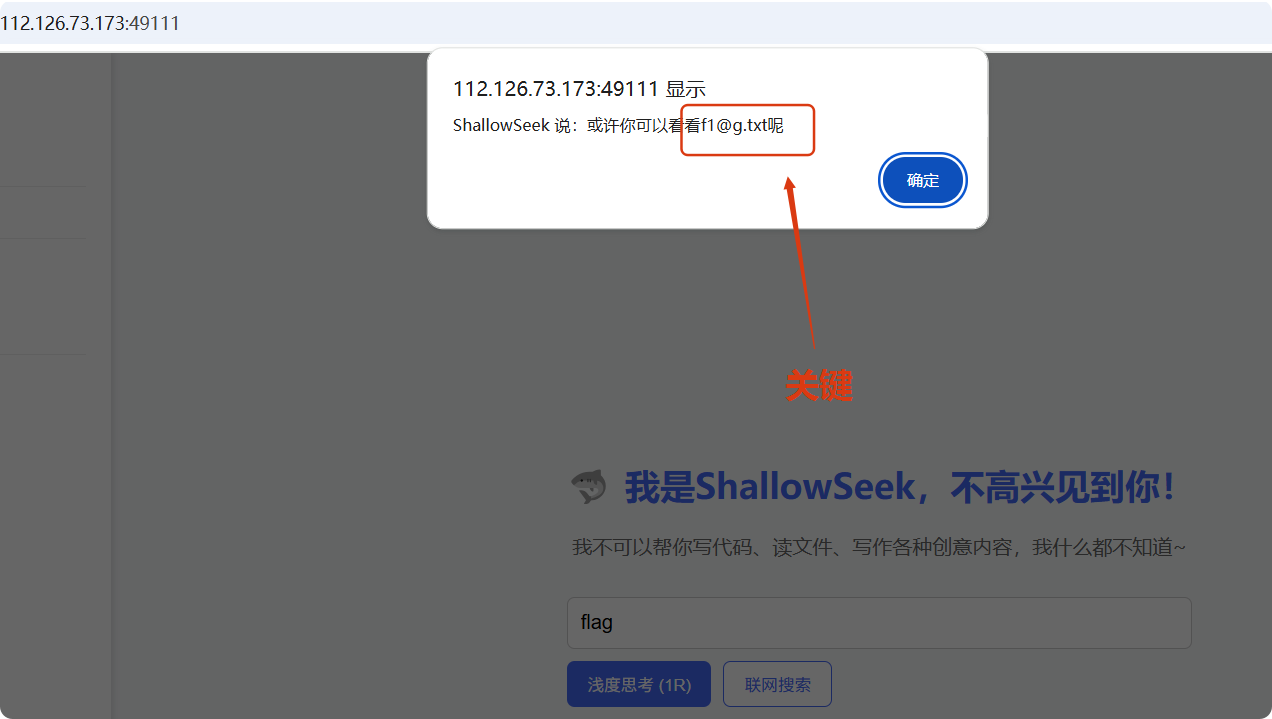 112.126.73.173:49111
112.126.73.173:49111 显示
ShallowSeek 说：或许你可以看看f1@g.txt呢
确定
关键
我是ShallowSeek，不高兴见到你！
我不可以帮你写代码、读文件、写作各种创意内容，我什么都不知道~
flag
浅度思考 (1R)
联网搜索